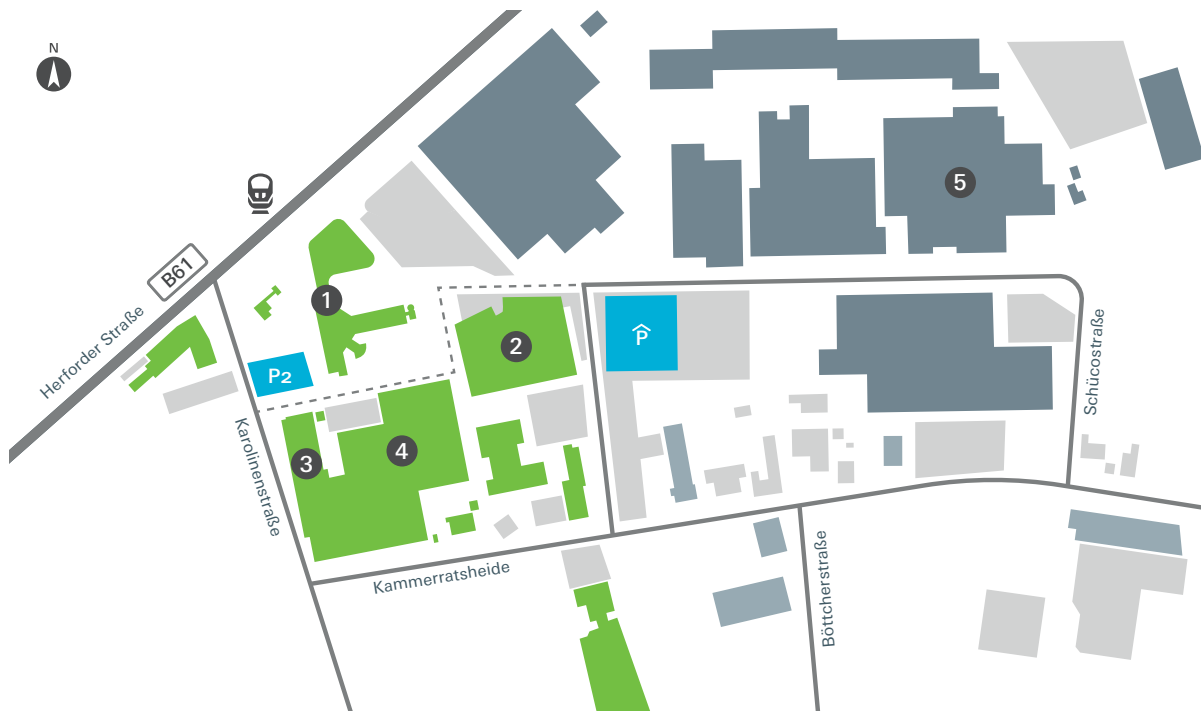 N
5
B61
1
Herforder Straße
2
P
Schücostraße
P2
Karolinenstraße
3
4
Kammerratsheide
Böttcherstraße